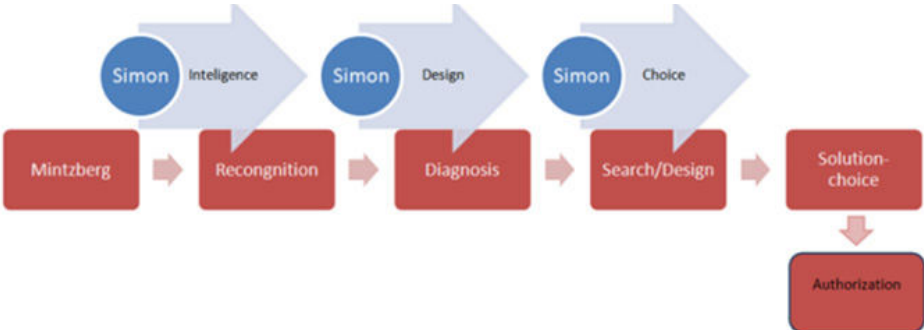 Simon
Inteligence
Simon
Design
Simon
Choice
Mintzberg
Recongnition
Diagnosis
Search/Design
Solution-
choice
Authorization